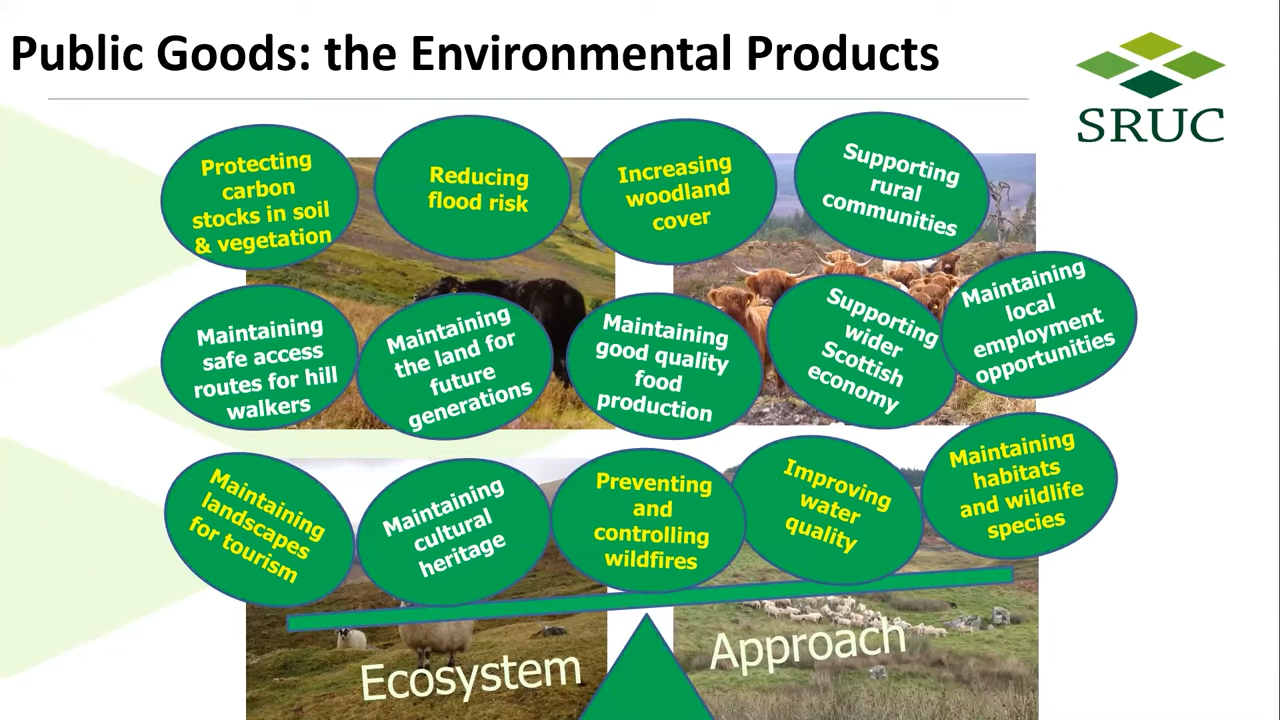 Public Goods: the Environmental Products
SRUC
Protecting
carbon
stocks in soil
& vegetation
Reducing
flood risk
Increasing
woodland
cover
Supporting
rural
communities
Maintaining
safe access
routes for hill
walkers
Maintaining
the land for
future
generations
Maintaining
good quality
food
production
Supporting
wider
Scottish
economy
Maintaining
local
employment
opportunities
Maintaining
landscapes
for tourism
Maintaining
cultural
heritage
Preventing
and
controlling
wildfires
Improving
water
quality
Maintaining
habitats
and wildlife
species
Ecosystem
Approach